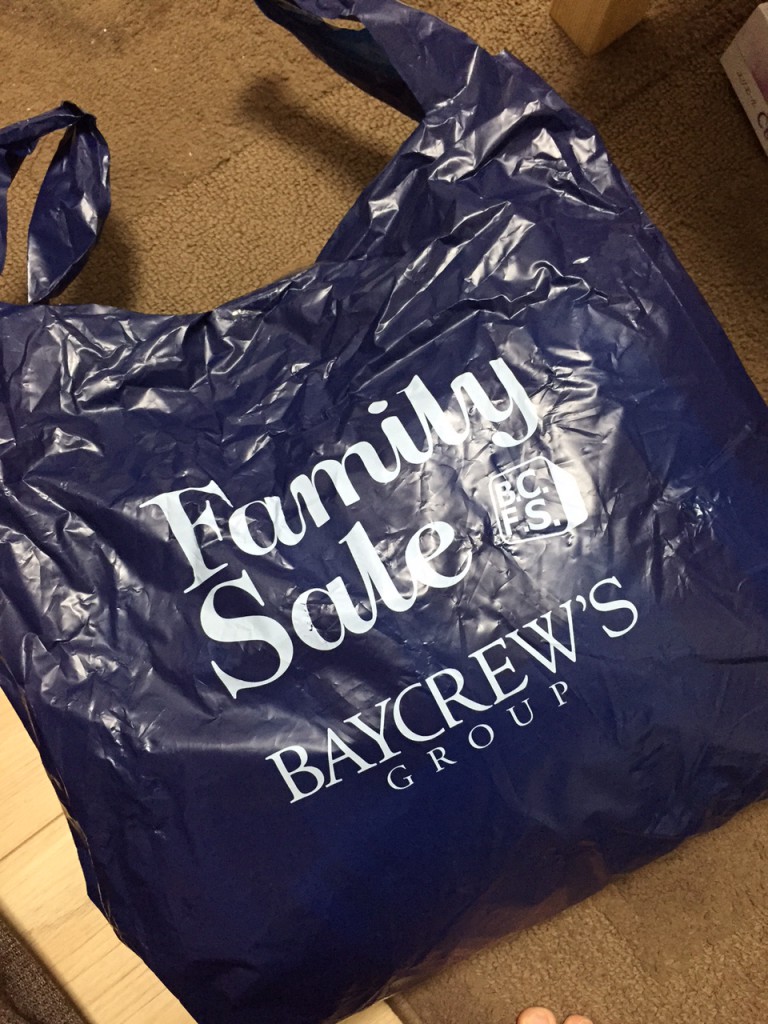 Family
Sale
B.C.
F.S.
BAYCREW'S
GROUP